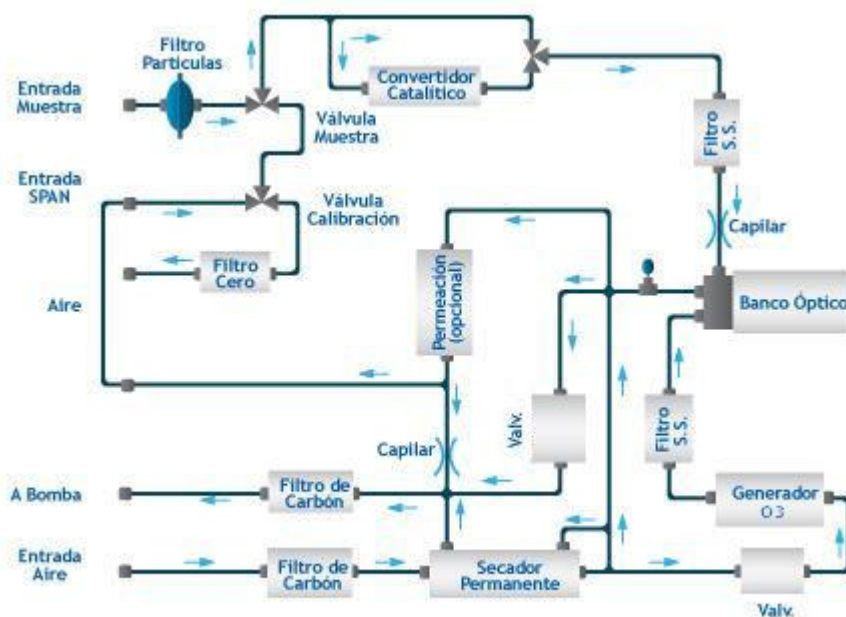 Filtro
Partículas
Entrada
Muestra
Convertidor
Catalítico
Válvula
Muestra
Filtro
S.S.
Entrada
SPAN
Válvula
Calibración
Capilar
Filtro
Cero
Permeación
(opcional)
Aire
Banco Óptico
Valv.
Filtro
S.S.
Capilar
A Bomba
Filtro de
Carbón
Generador
O3
Entrada
Aire
Filtro de
Carbón
Secador
Permanente
Valv.